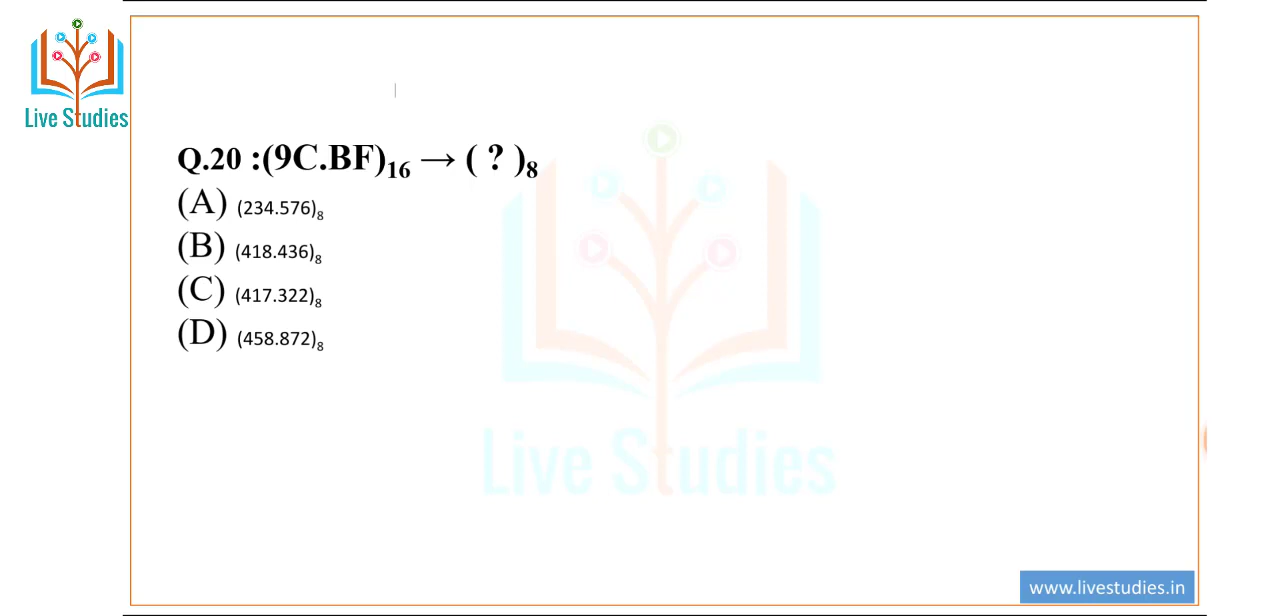 Live Studies
Q.20 :(9C.BF)₁₆ → ( ? )₈
(A) (234.576)₈
(B) (418.436)₈
(C) (417.322)₈
(D) (458.872)₈
Live Studies
www.livestudies.in